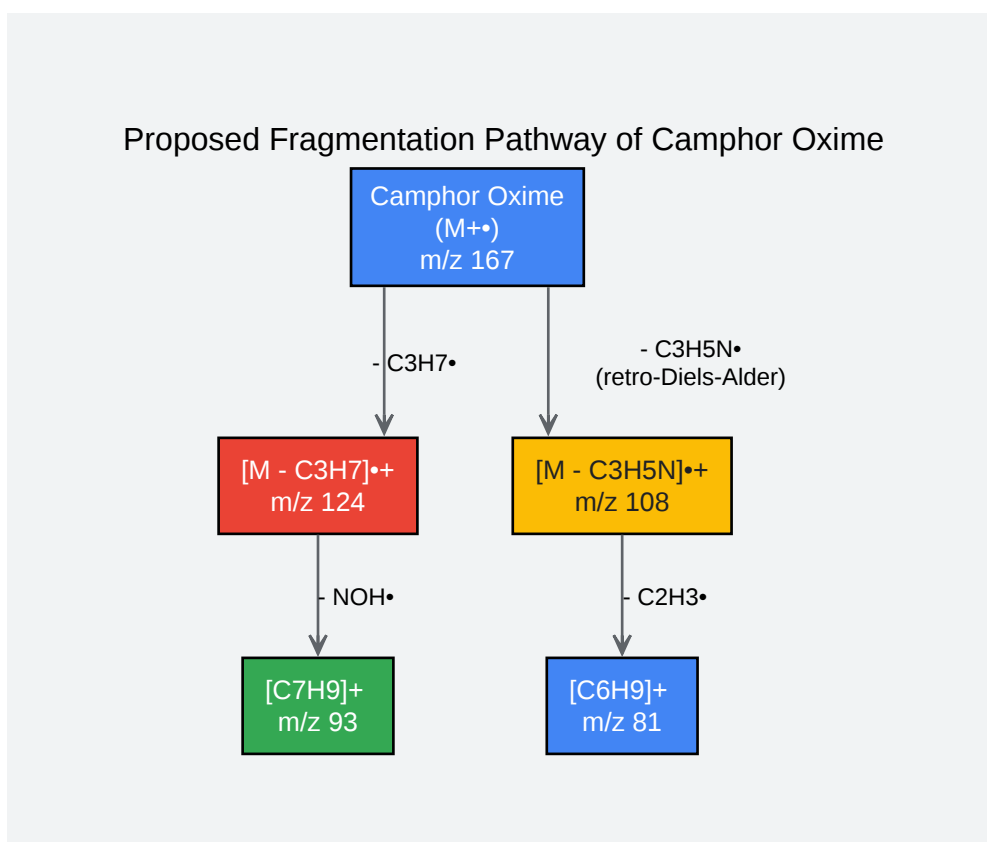 Proposed Fragmentation Pathway of Camphor Oxime
Camphor Oxime
(M+•)
m/z 167
- C3H7•
- C3H5N•
(retro-Diels-Alder)
[M - C3H7]•+
m/z 124
[M - C3H5N]•+
m/z 108
- NOH•
- C2H3•
[C7H9]+
m/z 93
[C6H9]+
m/z 81